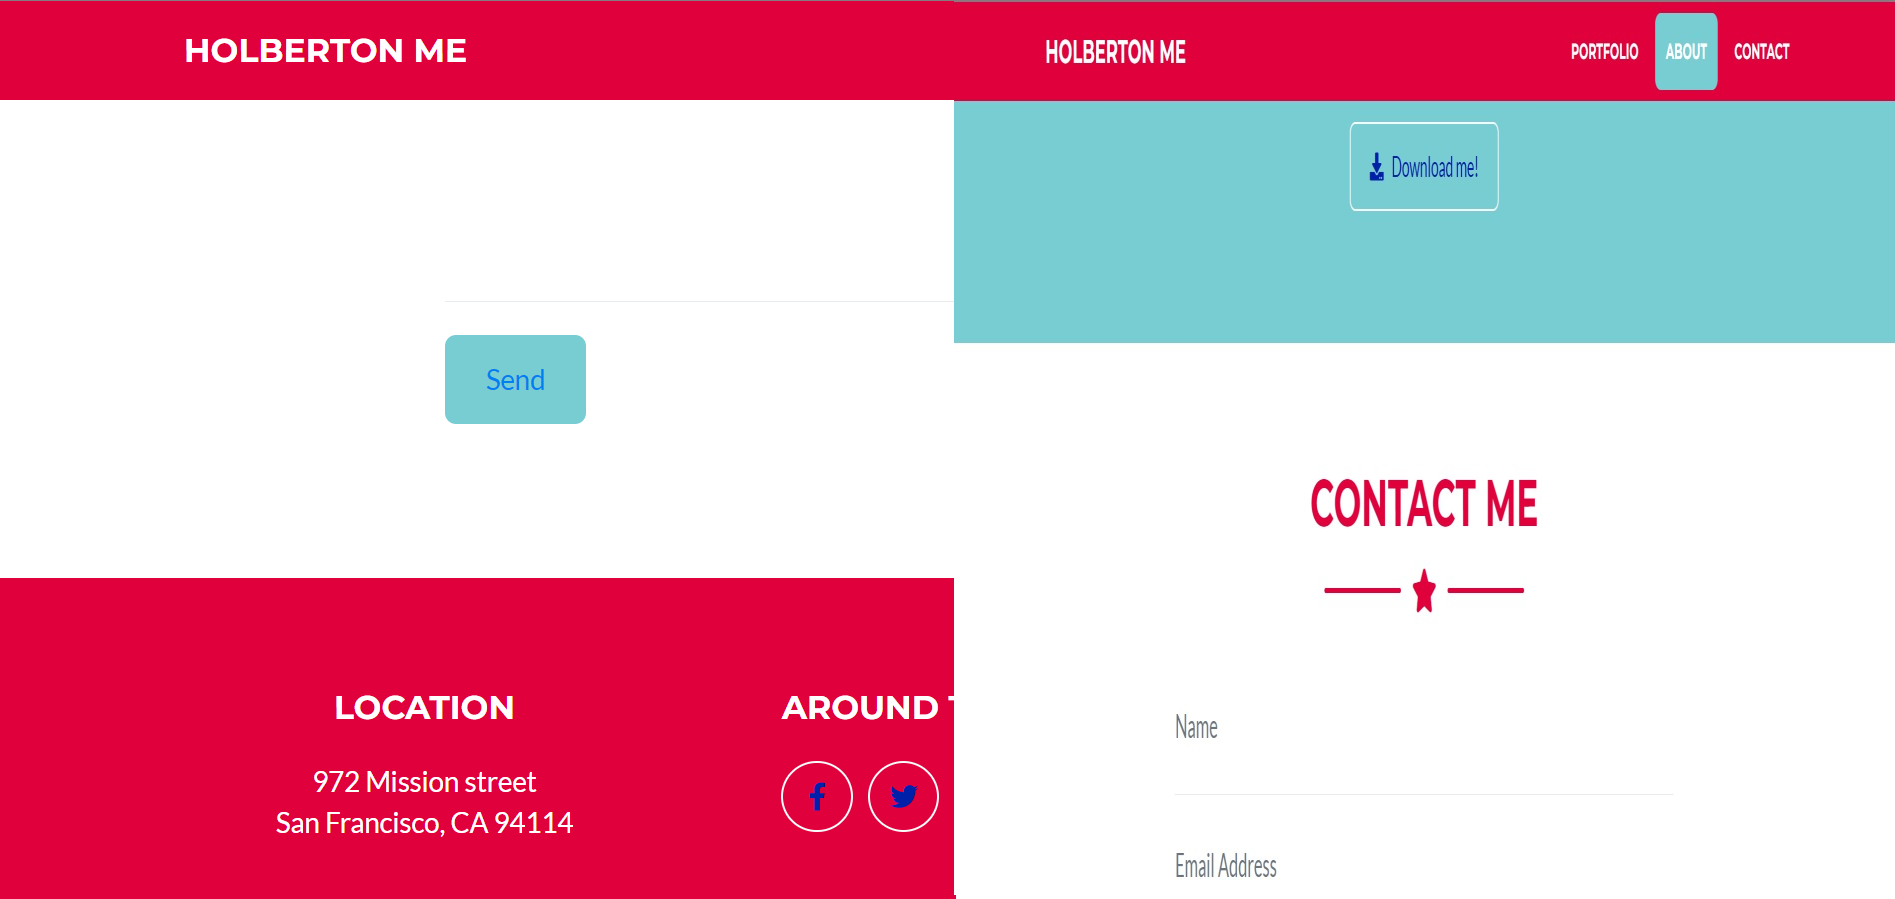 HOLBERTON ME
Send
LOCATION
AROUND
972 Mission street
San Francisco, CA 94114
HOLBERTON ME
PORTFOLIO ABOUT CONTACT
Download me!
CONTACT ME
Name
Email Address